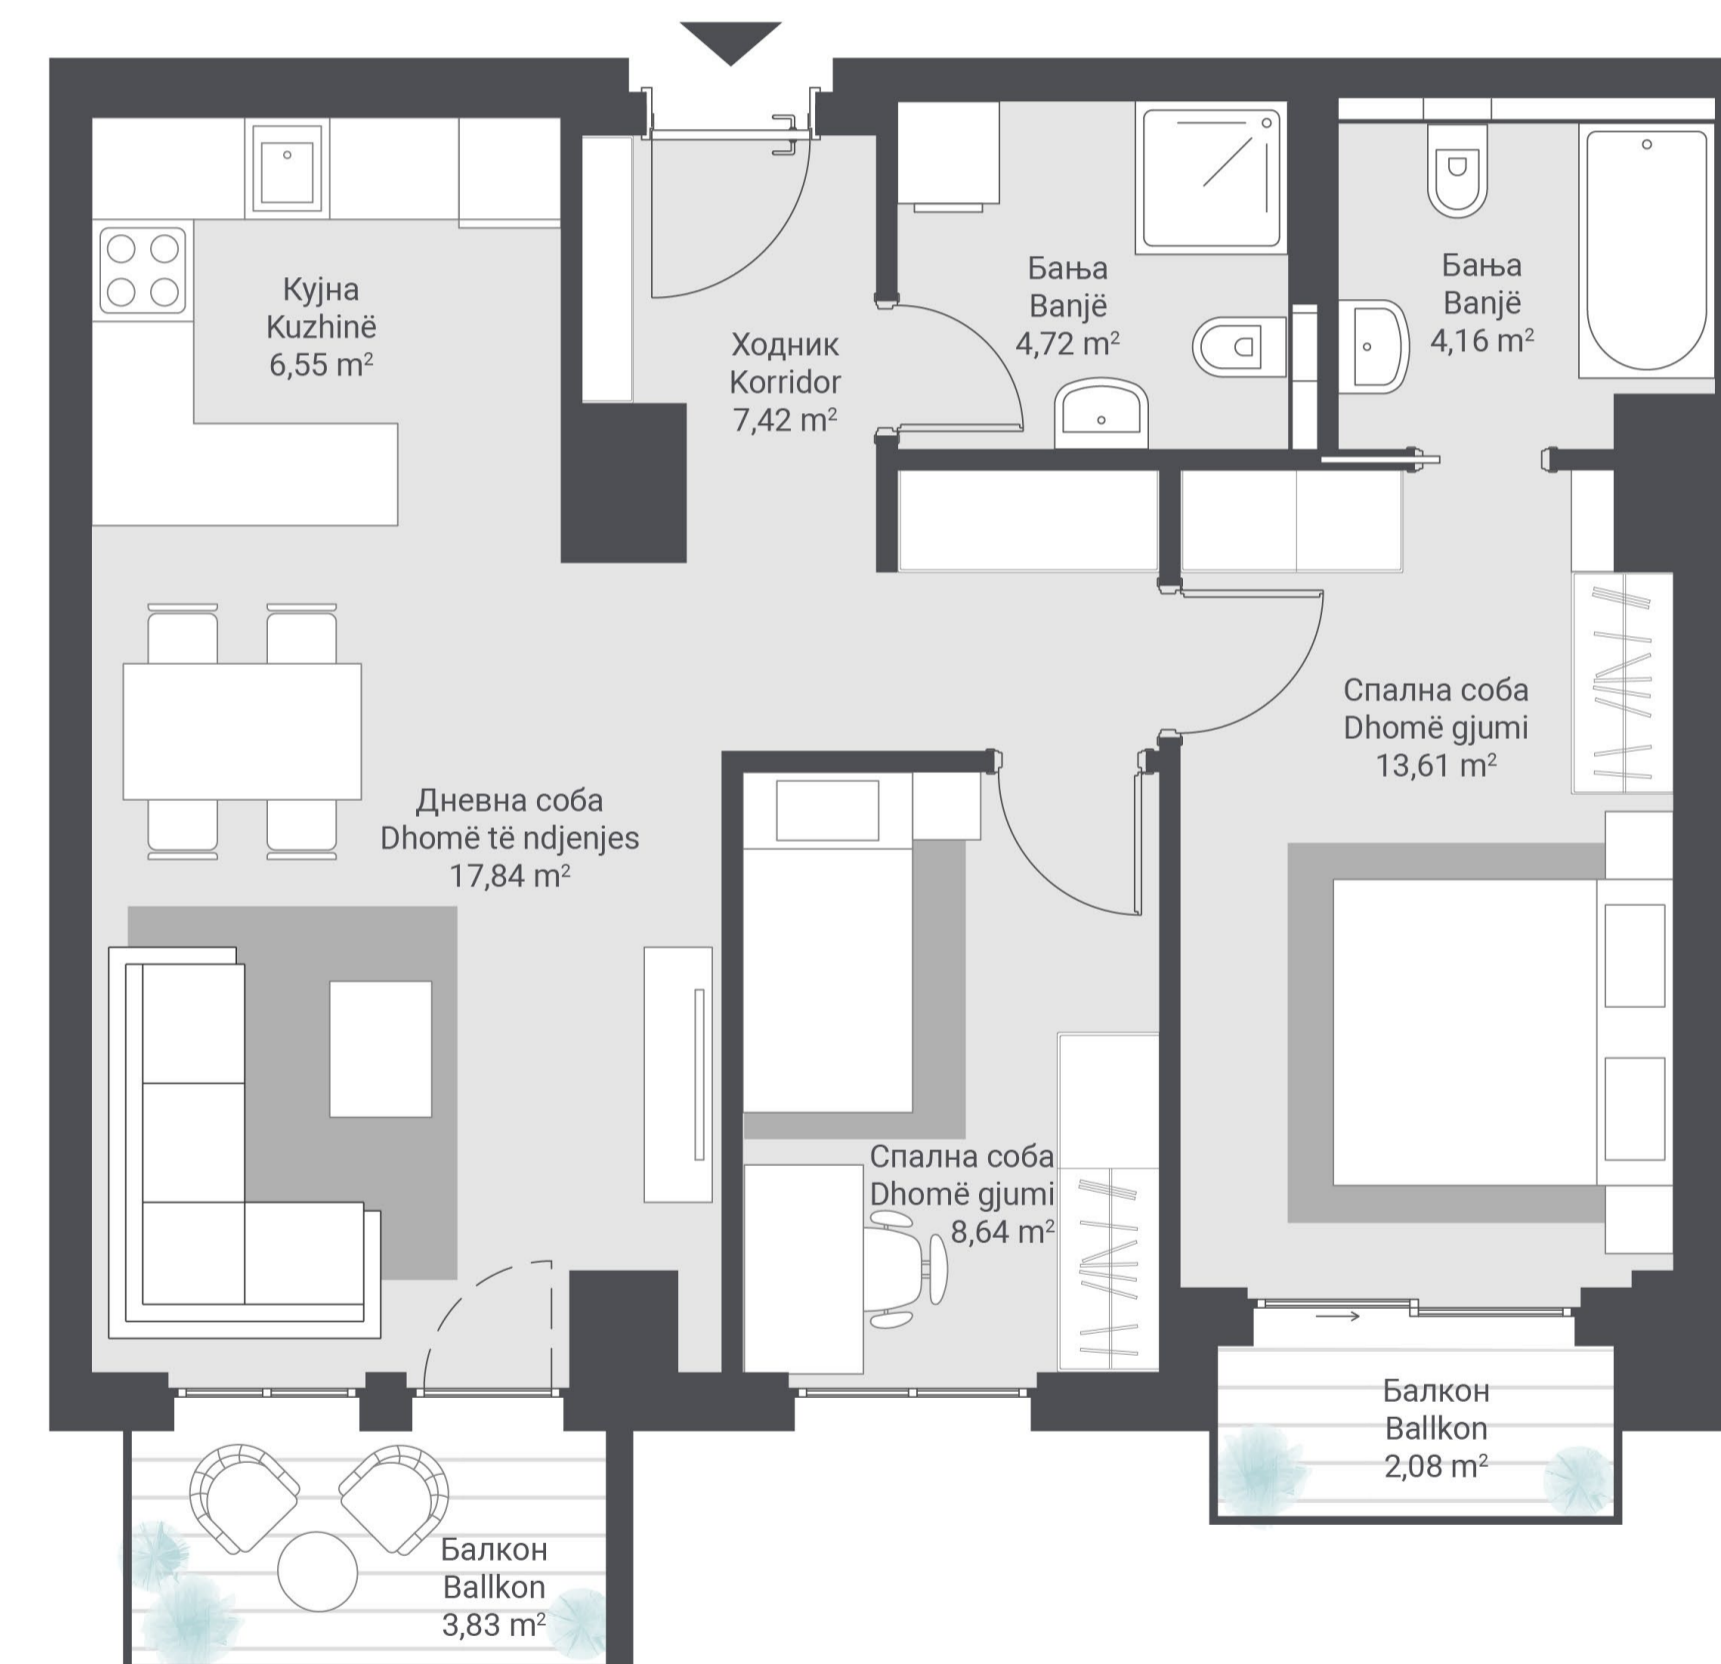 Кујна
Kuzhinë
6,55 m²
Ходник
Korridor
7,42 m²
Бања
Banjë
4,72 m²
Бања
Banjë
4,16 m²
Дневна соба
Dhomë të ndjenjes
17,84 m²
Спална соба
Dhomë gjumi
13,61 m²
Спална соба
Dhomë gjumi
8,64 m²
Балкон
Ballkon
2,08 m²
Балкон
Ballkon
3,83 m²